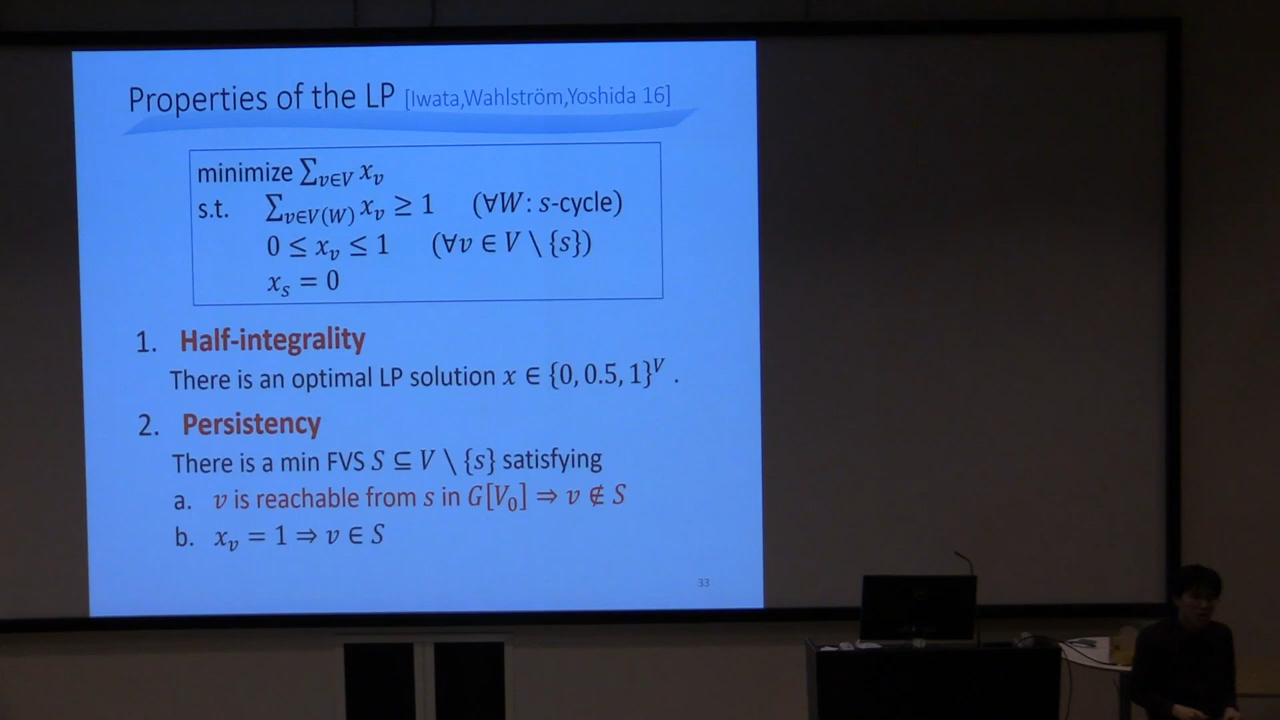 Properties of the LP [Iwata,Wahlström,Yoshida 16]
minimize ∑_{v∈V} x_v
s.t. ∑_{v∈V(W)} x_v ≥ 1 (∀W: s-cycle)
0 ≤ x_v ≤ 1 (∀v ∈ V \ {s})
x_s = 0
1. Half-integrality
There is an optimal LP solution x ∈ {0, 0.5, 1}^V .
2. Persistency
There is a min FVS S ⊆ V \ {s} satisfying
a. v is reachable from s in G[V_0] ⇒ v ∉ S
b. x_v = 1 ⇒ v ∈ S
33